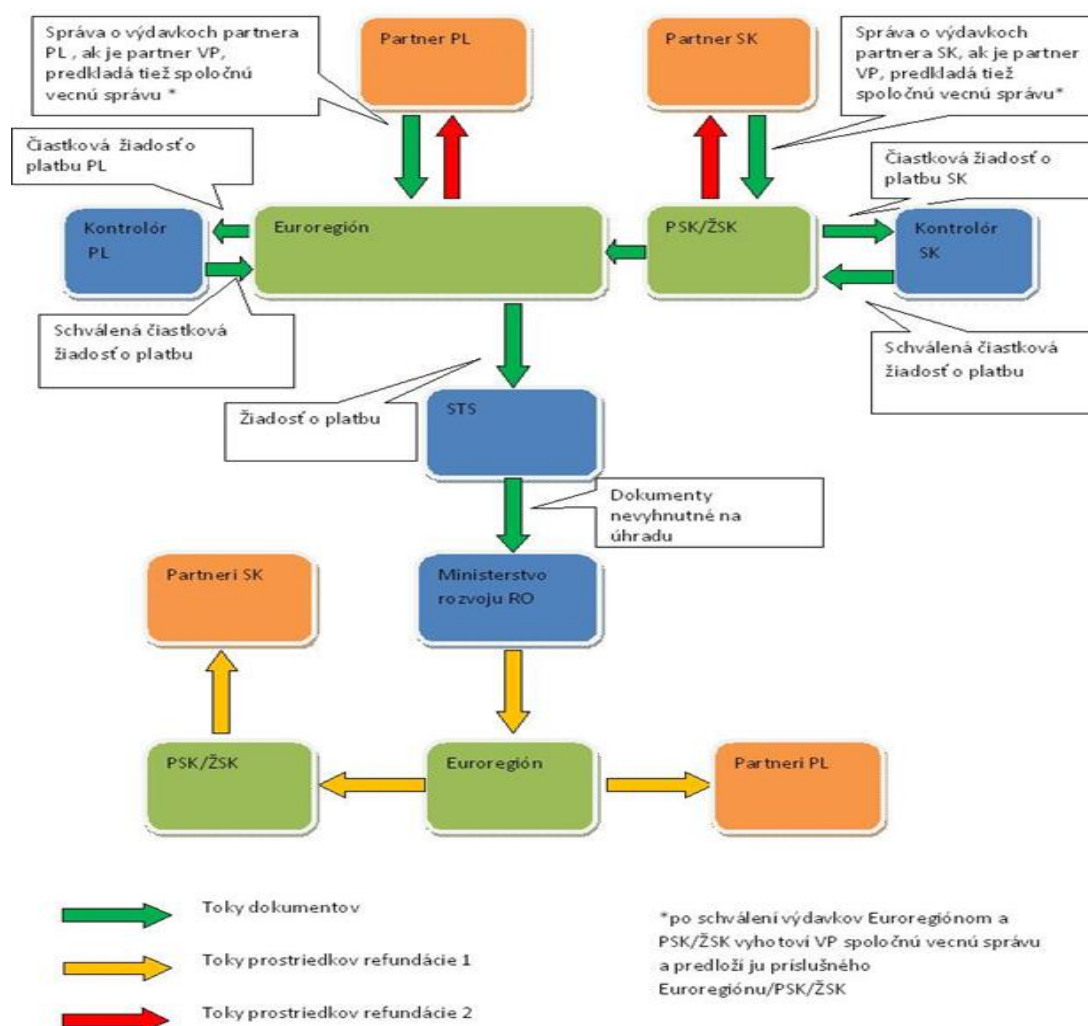 Správa o výdavkoch partnera
PL , ak je partner VP,
predkladá tiež spoločnú
vecnú správu *
Partner PL
Partner SK
Správa o výdavkoch
partnera SK, ak je partner
VP, predkladá tiež
spoločnú vecnú správu*
Čiastková žiadosť o
platbu PL
Čiastková žiadosť o
platbu SK
Kontrolór
PL
Euroregión
PSK/ŽSK
Kontrolór
SK
Schválená čiastková
žiadosť o platbu
Schválená čiastková
žiadosť o platbu
Žiadosť o platbu
STS
Dokumenty
nevyhnutné na
úhradu
Partneri SK
Ministerstvo
rozvoju RO
PSK/ŽSK
Euroregión
Partneri PL
Toky dokumentov
Toky prostriedkov refundácie 1
Toky prostriedkov refundácie 2
*po schválení výdavkov Euroregiónom a
PSK/ŽSK vyhotoví VP spoločnú vecnú správu
a predloží ju príslušného
Euroregiónu/PSK/ŽSK